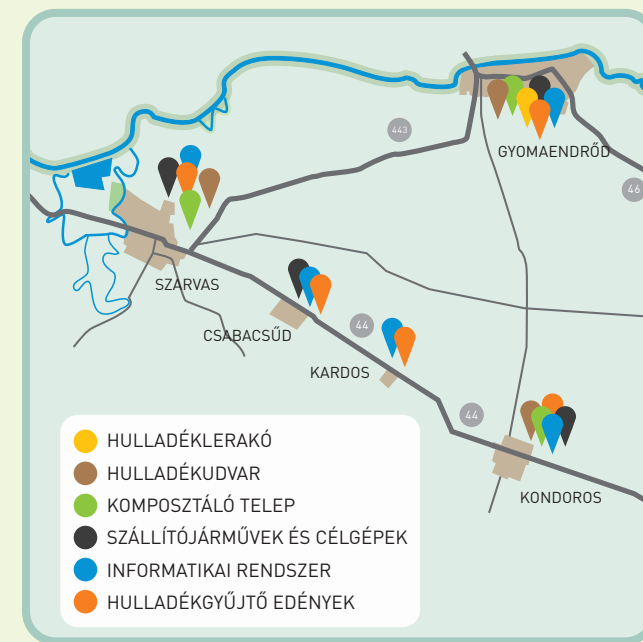 443
GYOMAENDRŐD
46
SZARVAS
CSABACSŰD
44
KARDOS
44
KONDOROS
HULLADÉKLERAKÓ
HULLADÉKUDVAR
KOMPOSZTÁLÓ TELEP
SZÁLLÍTÓJÁRMŰVEK ÉS CÉLGÉPEK
INFORMATIKAI RENDSZER
HULLADÉKGYŰJTŐ EDÉNYEK